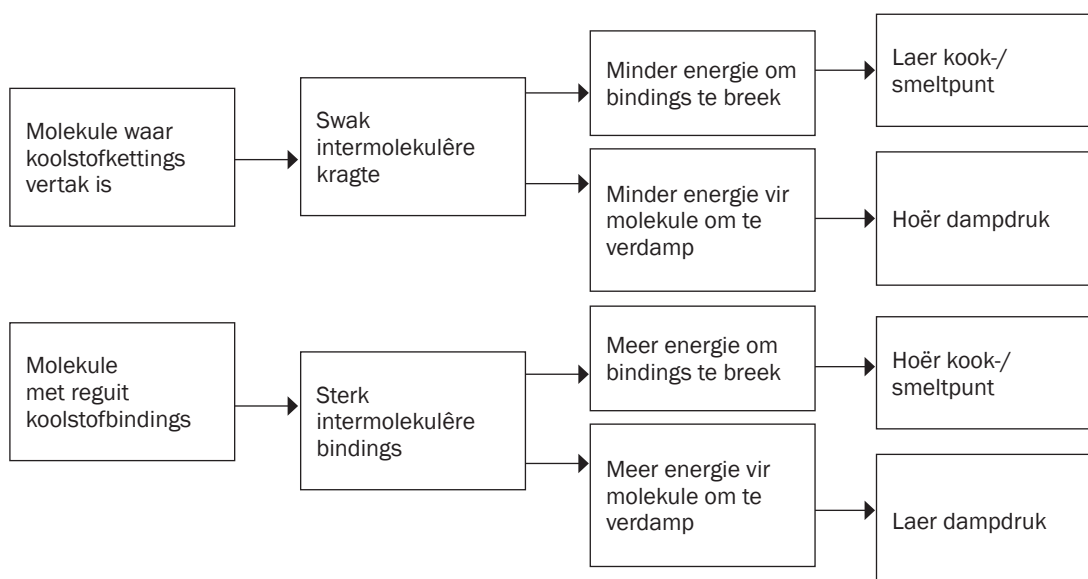 Molekule waar
koolstofkettings
vertak is
Swak
intermolekulêre
kragte
Minder energie om
bindings te breek
Laer kook-/
smeltpunt
Minder energie vir
molekule om te
verdamp
Hoër dampdruk
Molekule
met reguit
koolstofbindings
Sterk
intermolekulêre
bindings
Meer energie om
bindings te breek
Hoër kook-/
smeltpunt
Meer energie vir
molekule om te
verdamp
Laer dampdruk